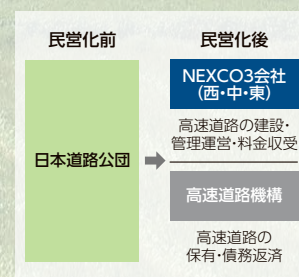 民営化前
民営化後
日本道路公団
NEXCO3会社
(西・中・東)
高速道路の建設・
管理運営・料金収受
高速道路機構
高速道路の
保有・債務返済